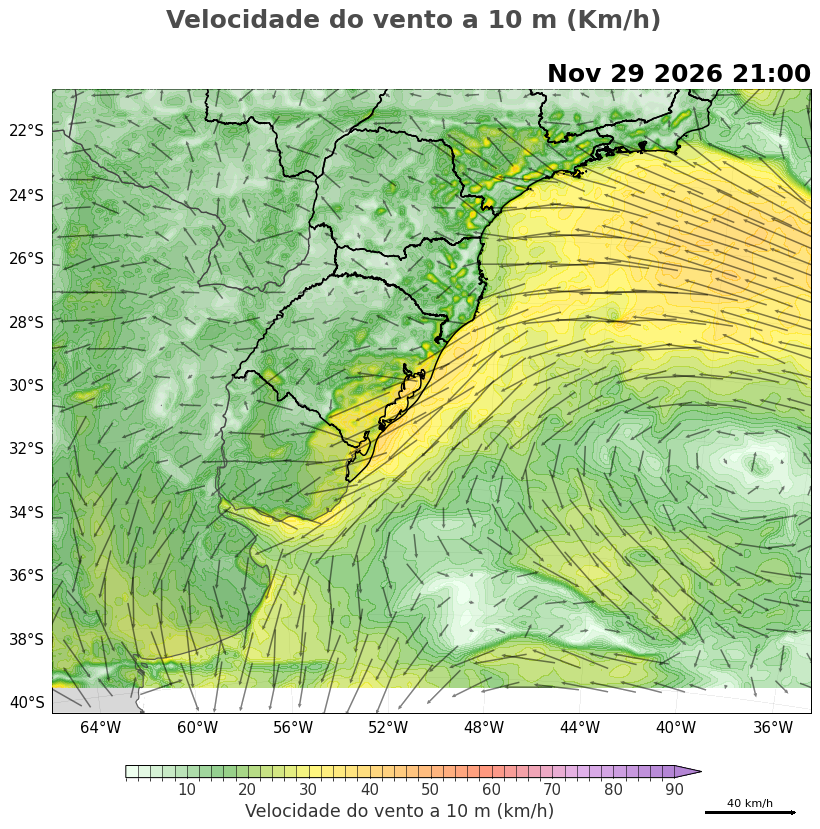 Velocidade do vento a 10 m (Km/h)
Nov 29 2026 21:00
22°S
24°S
26°S
28°S
30°S
32°S
34°S
36°S
38°S
40°S
64°W 60°W 56°W 52°W 48°W 44°W 40°W 36°W
10 20 30 40 50 60 70 80 90
40 km/h
Velocidade do vento a 10 m (km/h)